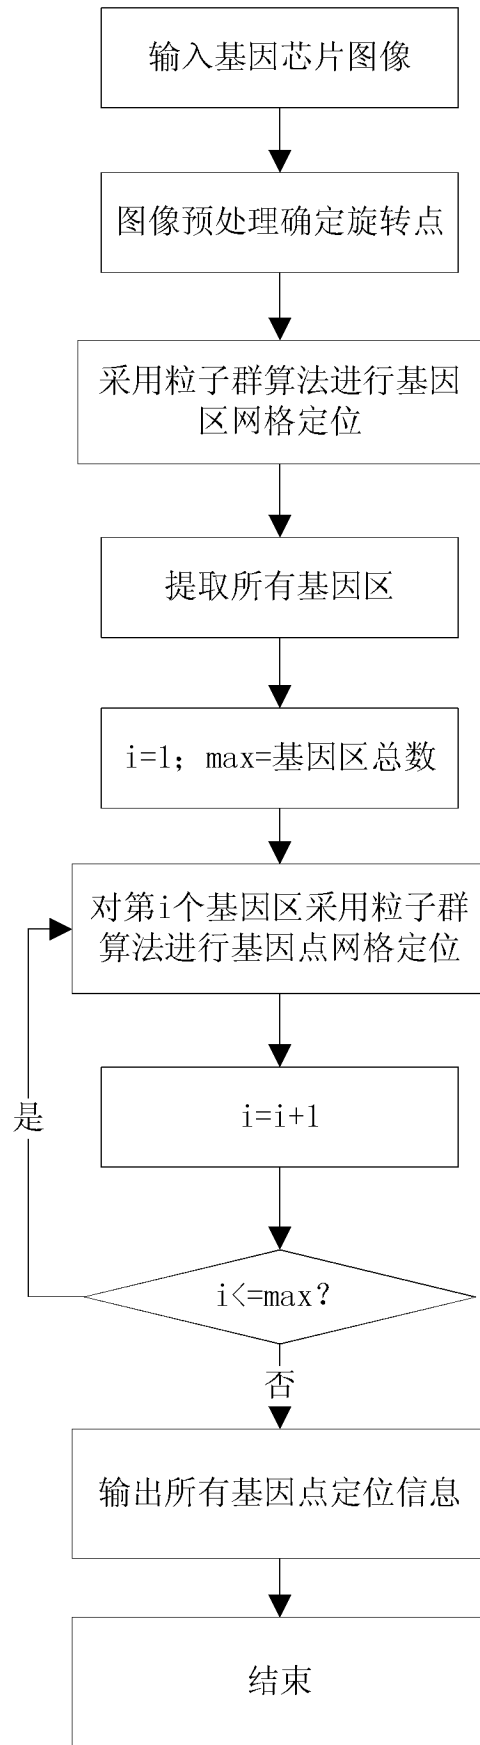 输入基因芯片图像
图像预处理确定旋转点
采用粒子群算法进行基因
区网格定位
提取所有基因区
i=1；max=基因区总数
对第i个基因区采用粒子群
算法进行基因点网格定位
是
i=i+1
i<=max？
否
输出所有基因点定位信息
结束